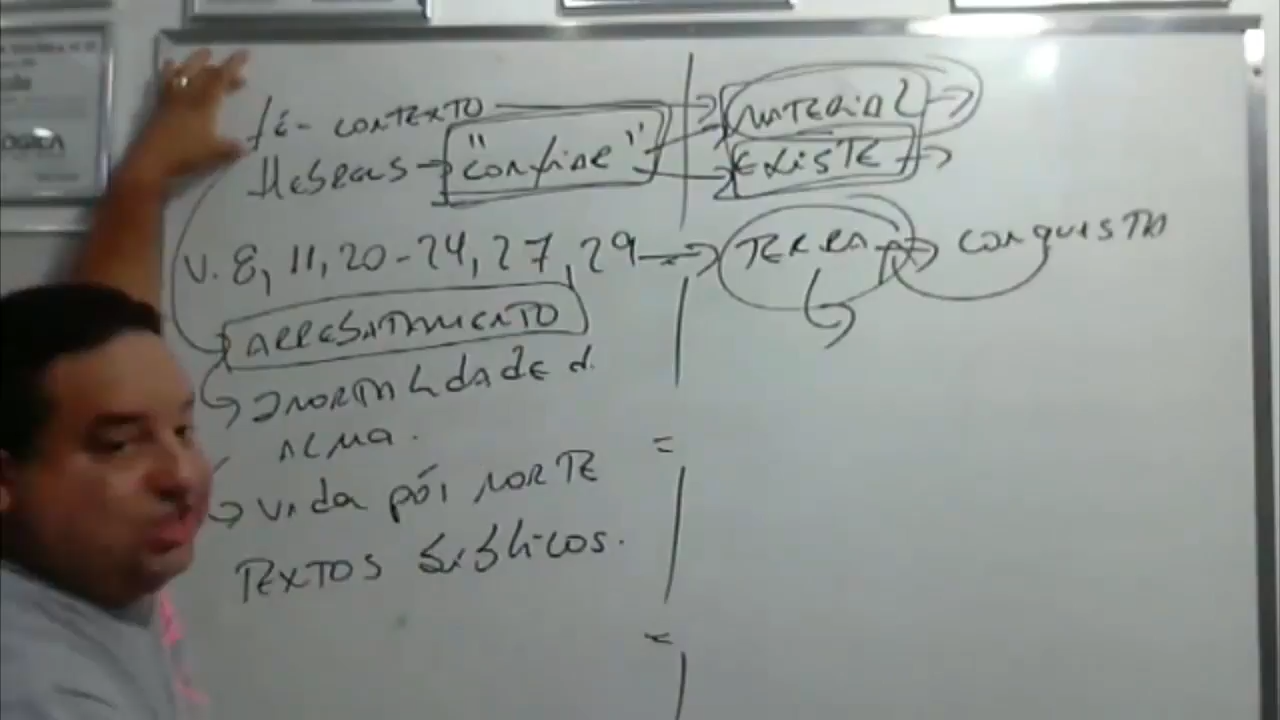 ÓGICA
fé - CONTEXTO → MATERIAL →
Hebreus → "confiar" → EXISTE →
V. 8, 11, 20-24, 27, 29 → TERRA → CONQUISTA
ARREBATAMENTO
→ IMORTALIDADE d.
ALMA.
→ VIda pós MORTE
TEXTOS BíblICOS.